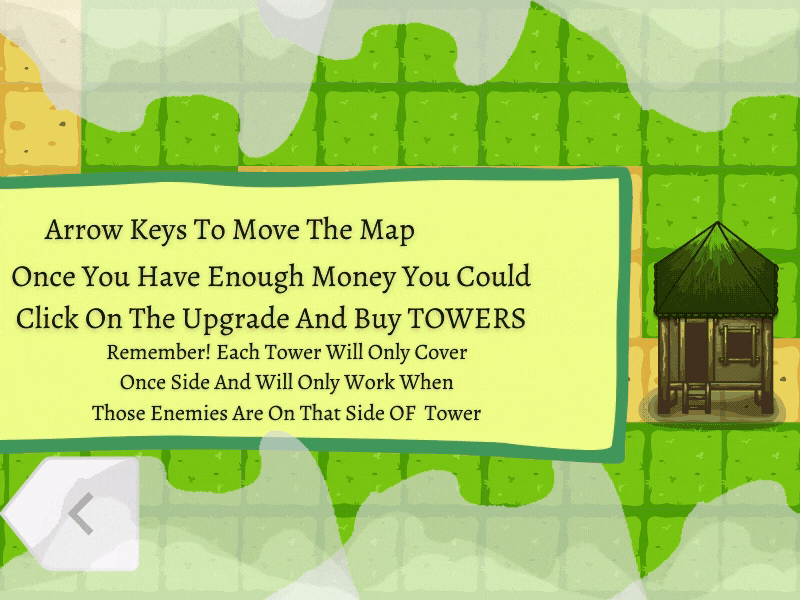 Arrow Keys To Move The Map
Once You Have Enough Money You Could
Click On The Upgrade And Buy TOWERS
Remember! Each Tower Will Only Cover
Once Side And Will Only Work When
Those Enemies Are On That Side OF Tower